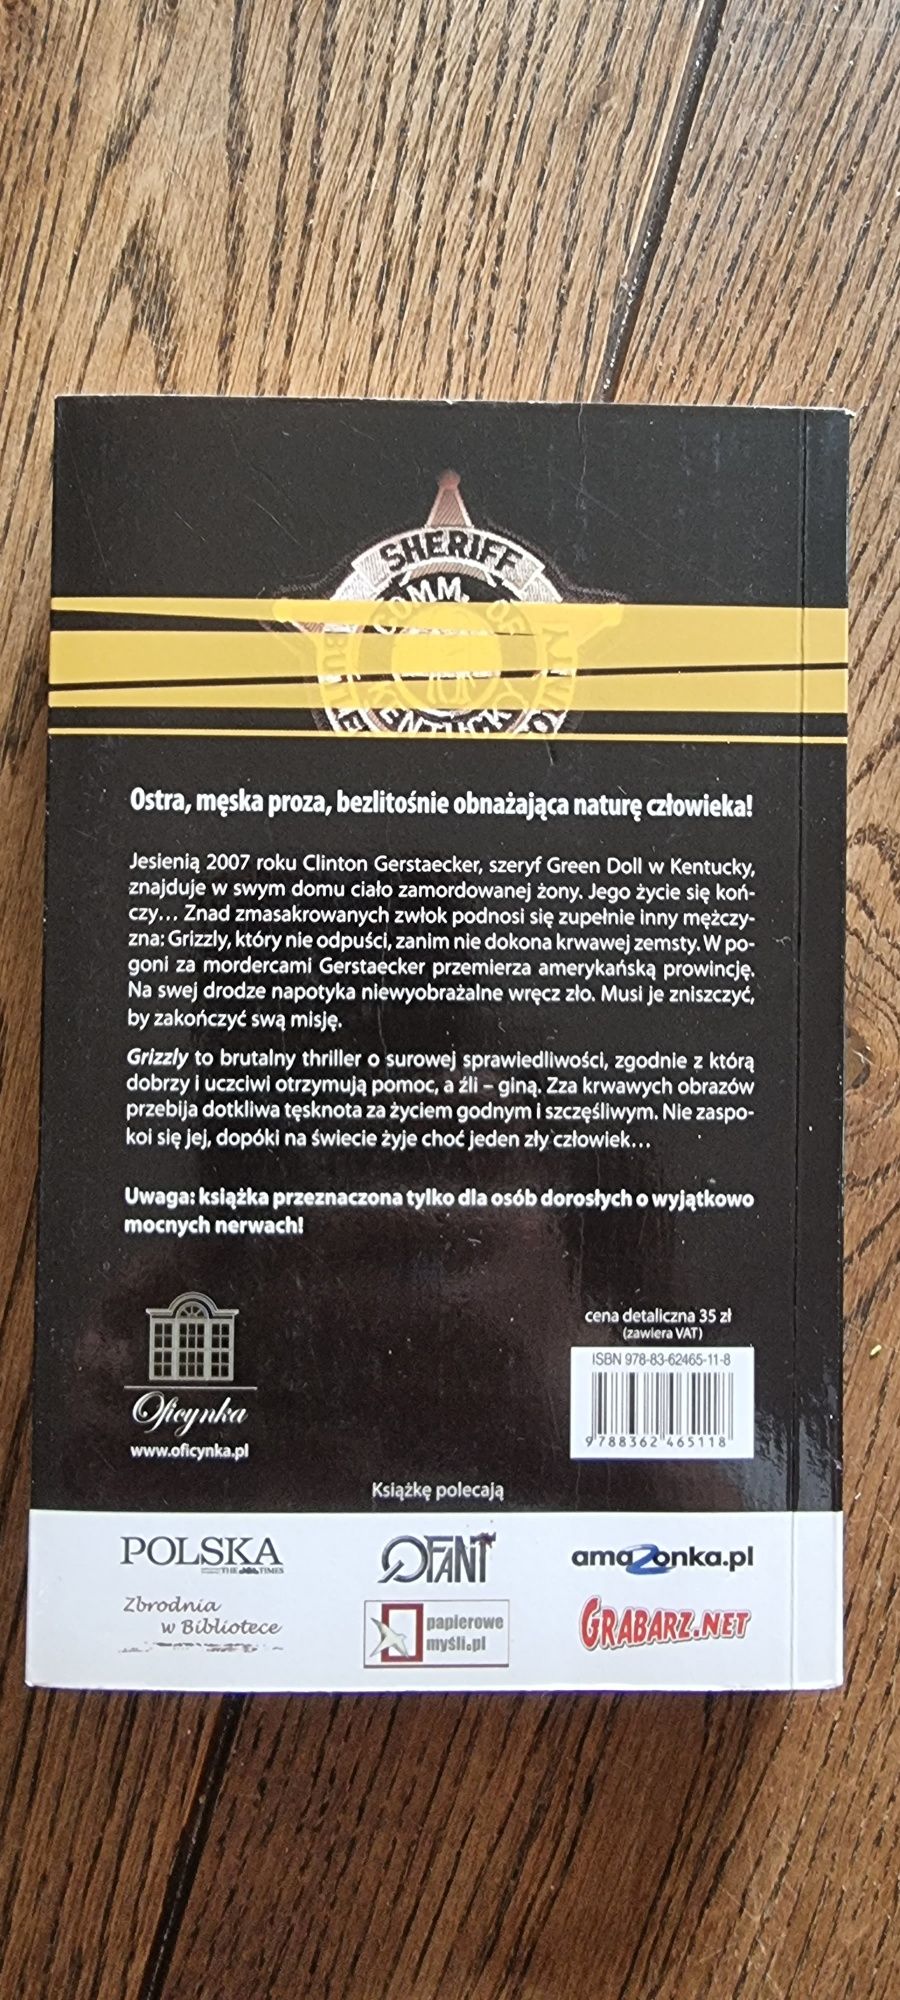 SHERIFF
COMM. OF
KENTUCKY
Ostra, męska proza, bezlitośnie obnażająca naturę człowieka!
Jesienią 2007 roku Clinton Gerstaecker, szeryf Green Doll w Kentucky,
znajduje w swym domu ciało zamordowanej żony. Jego życie się koń-
czy... Znad zmasakrowanych zwłok podnosi się zupełnie inny mężczy-
zna: Grizzly, który nie odpuści, zanim nie dokona krwawej zemsty. W po-
goni za mordercami Gerstaecker przemierza amerykańską prowincję.
Na swej drodze napotyka niewyobrażalne wręcz zło. Musi je zniszczyć,
by zakończyć swą misję.
Grizzly to brutalny thriller o surowej sprawiedliwości, zgodnie z którą
dobrzy i uczciwi otrzymują pomoc, a źli – giną. Zza krwawych obrazów
przebija dotkliwa tęsknota za życiem godnym i szczęśliwym. Nie zaspo-
koi się jej, dopóki na świecie żyje choć jeden zły człowiek...
Uwaga: książka przeznaczona tylko dla osób dorosłych o wyjątkowo
mocnych nerwach!
cena detaliczna 35 zł
(zawiera VAT)
ISBN 978-83-62465-11-8
9 788362 465118
Oficynka
www.oficynka.pl
Książkę polecają
POLSKA
THE TIMES
QFANT
amazonka.pl
Zbrodnia
w Bibliotece
papierowe
myśli.pl
GRABARZ.NET